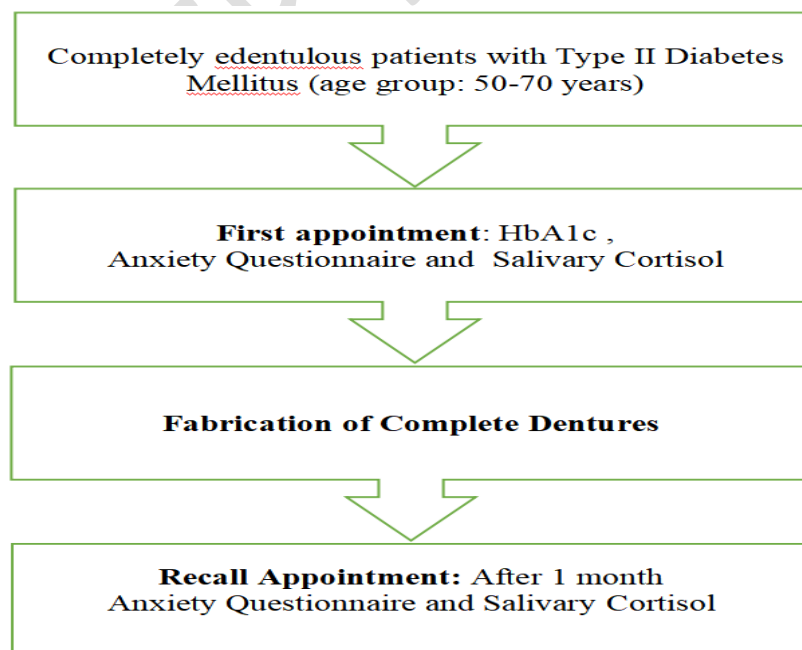 Completely edentulous patients with Type II Diabetes
Mellitus (age group: 50-70 years)
First appointment: HbA1c ,
Anxiety Questionnaire and Salivary Cortisol
Fabrication of Complete Dentures
Recall Appointment: After 1 month
Anxiety Questionnaire and Salivary Cortisol